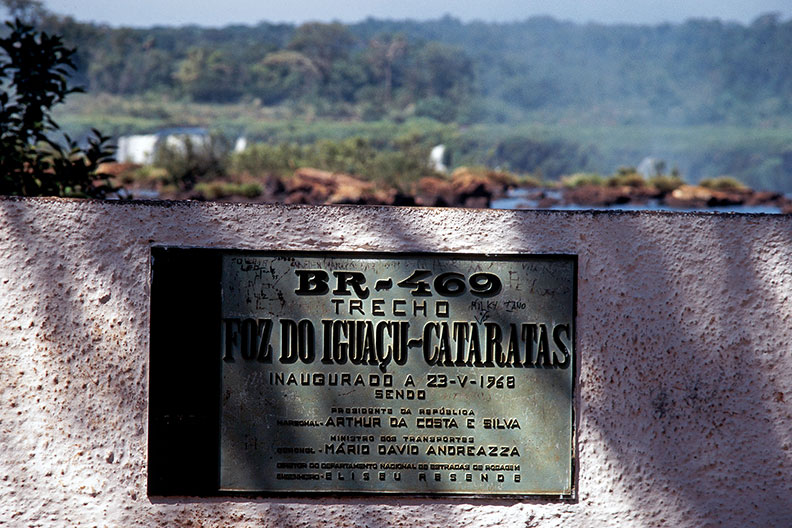 BR-469
TRECHO
FOZ DO IGUAÇU-CATARATAS
INAUGURADO A 23-V-1968
SENDO
PRESIDENTE DA REPÚBLICA
MARECHAL-ARTHUR DA COSTA E SILVA
MINISTRO DOS TRANSPORTES
CORONEL-MÁRIO DAVID ANDREAZZA
DIRETOR DO DEPARTAMENTO NACIONAL DE ESTRADAS DE RODAGEM
ENGENHEIRO-ELISEU RESENDE